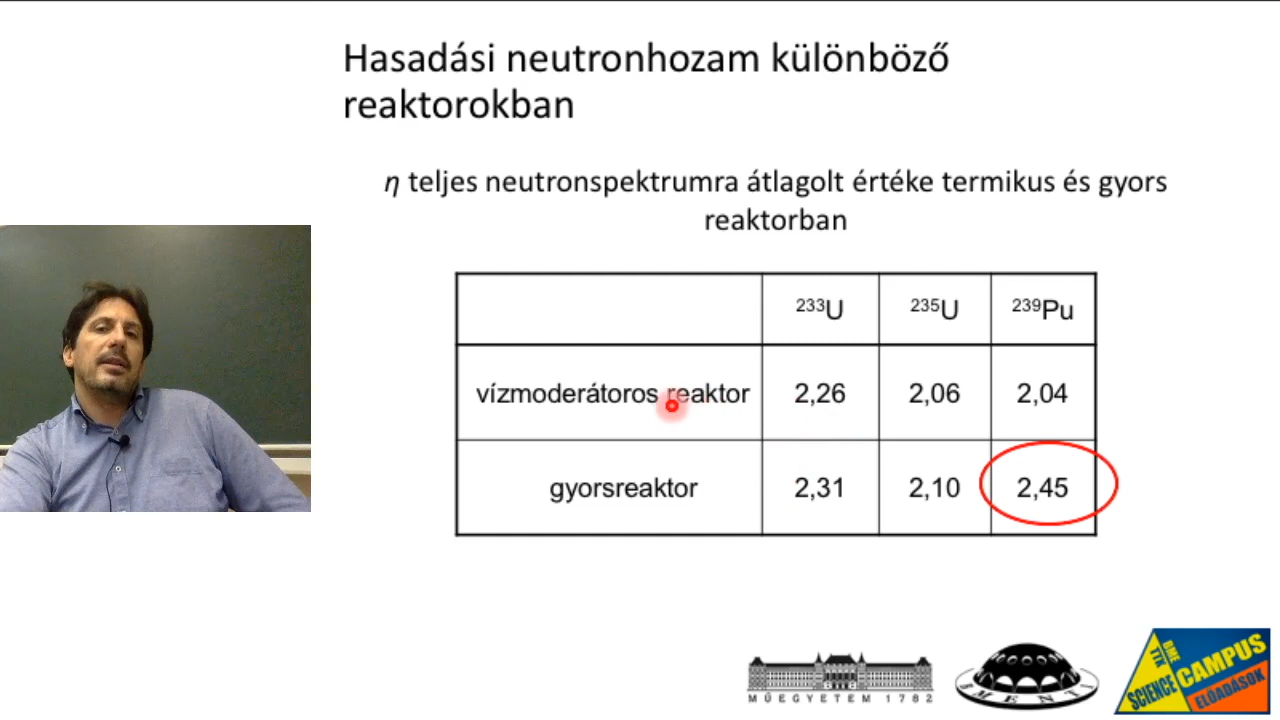 Hasadási neutronhozam különböző
reaktorokban
η teljes neutronspektrumra átlagolt értéke termikus és gyors
reaktorban
²³³U ²³⁵U ²³⁹Pu
vízmoderátoros reaktor 2,26 2,06 2,04
gyorsreaktor 2,31 2,10 2,45
MŰEGYETEM 1782
BME NTI
BME
TTK
SCIENCE
CAMPUS
ELŐADÁSOK